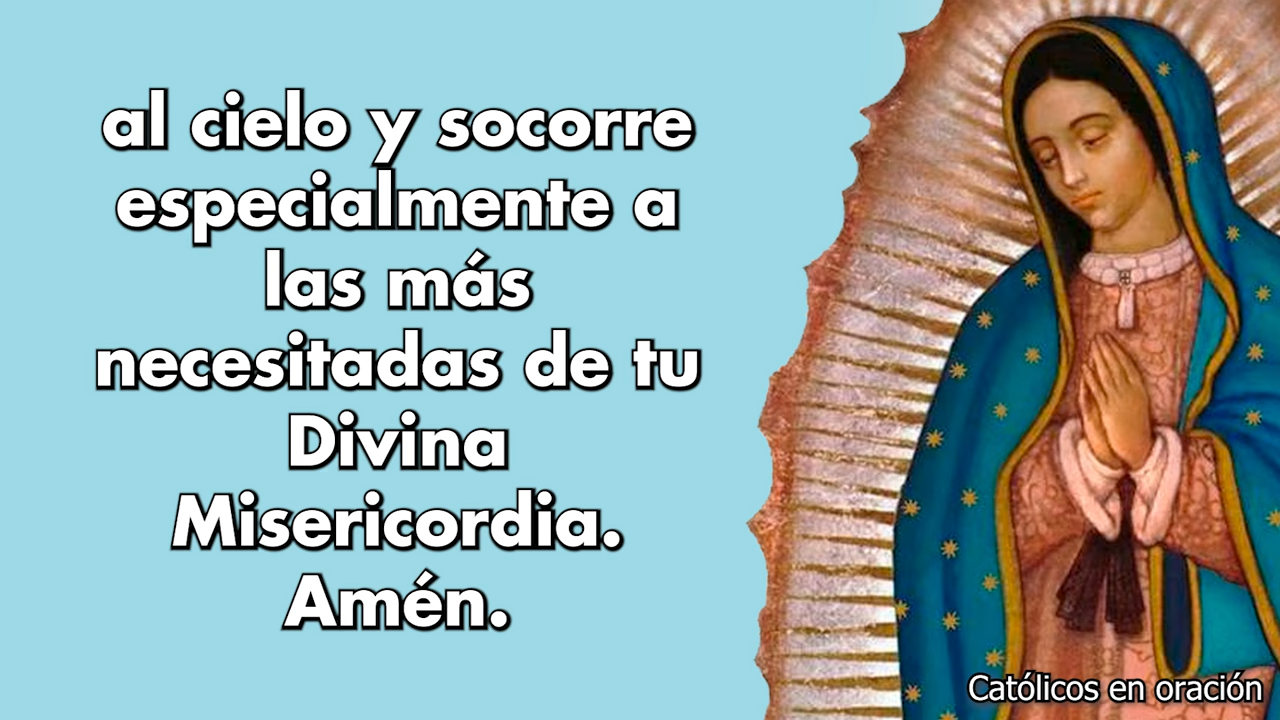 al cielo y socorre
especialmente a
las más
necesitadas de tu
Divina
Misericordia.
Amén.
Católicos en oración